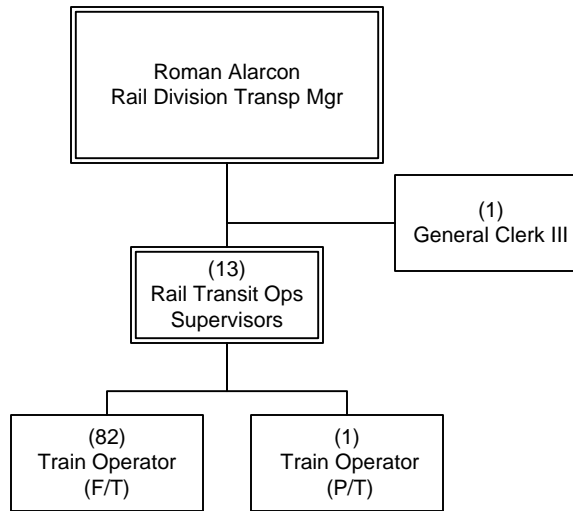 Roman Alarcon
Rail Division Transp Mgr
(1)
General Clerk III
(13)
Rail Transit Ops
Supervisors
(82)
Train Operator
(F/T)
(1)
Train Operator
(P/T)